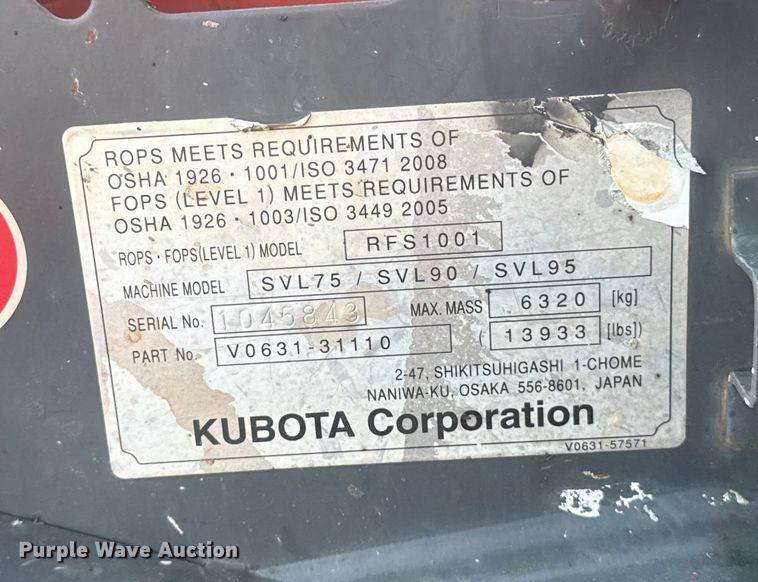 ROPS MEETS REQUIREMENTS OF
OSHA 1926・1001/ISO 3471 2008
FOPS (LEVEL 1) MEETS REQUIREMENTS OF
OSHA 1926・1003/ISO 3449 2005
ROPS・FOPS(LEVEL 1) MODEL RFS1001
MACHINE MODEL SVL75 / SVL90 / SVL95
SERIAL No. 1045843 MAX. MASS 6320 [kg]
PART No. V0631-31110 (13933 [lbs])
2-47, SHIKITSUHIGASHI 1-CHOME
NANIWA-KU, OSAKA 556-8601, JAPAN
KUBOTA Corporation
V0631-57571
Purple Wave Auction